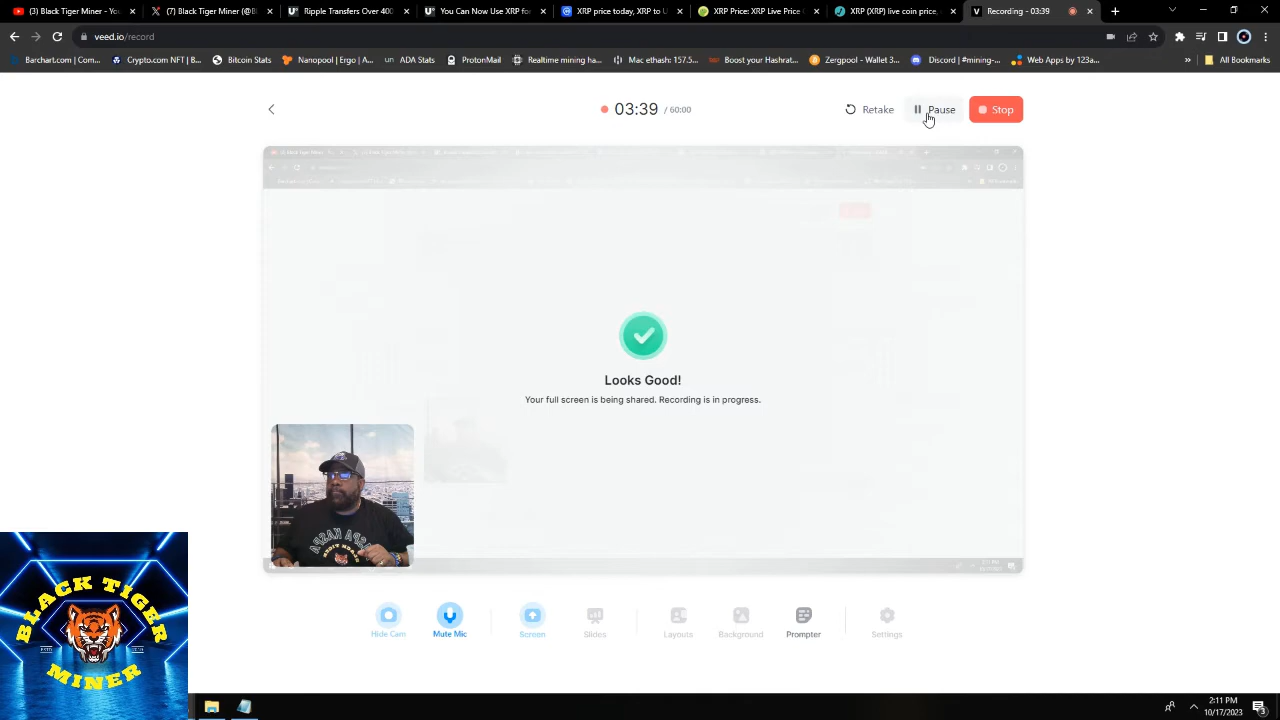 (3) Black Tiger Miner - You
(7) Black Tiger Miner (@Bl
Ripple Transfers Over 400
You Can Now Use XRP for
XRP price today, XRP to U
XRP Price: XRP Live Price
XRP (XRP) live coin price,
Recording - 03:39
veed.io/record
Barchart.com | Com...
Crypto.com NFT | B...
Bitcoin Stats
Nanopool | Ergo | A...
ADA Stats
ProtonMail
Realtime mining ha...
Mac ethash: 157.5...
Boost your Hashrat...
Zergpool - Wallet 3...
Discord | #mining-...
Web Apps by 123a...
»
All Bookmarks
03:39 / 60:00
Retake
Pause
Stop
Looks Good!
Your full screen is being shared. Recording is in progress.
BLACK TIGER
MINER
Hide Cam
Mute Mic
Screen
Slides
Layouts
Background
Prompter
Settings
2:11 PM
10/17/2023
3